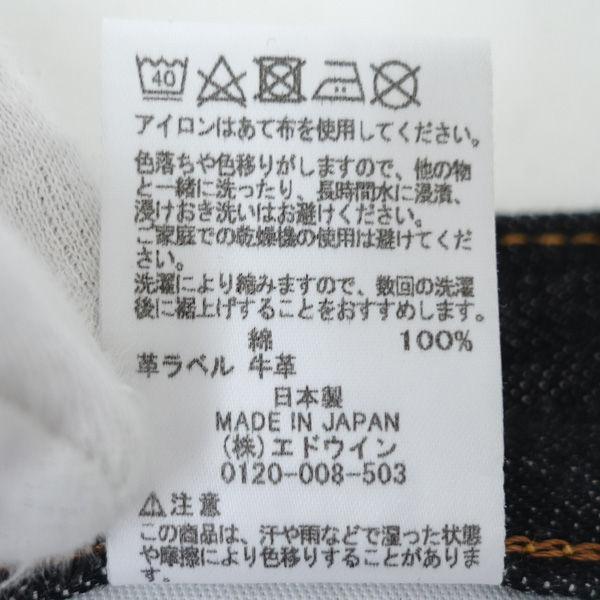 40
アイロンはあて布を使用してください。
色落ちや色移りがしますので、他の物
と一緒に洗ったり、長時間水に浸漬、
浸けおき洗いはお避けください。
ご家庭での乾燥機の使用は避けてくだ
さい。
洗濯により縮みますので、数回の洗濯
後に裾上げすることをおすすめします。
綿 100%
革ラベル 牛革
日本製
MADE IN JAPAN
(株)エドウイン
0120-008-503
⚠注意
この商品は、汗や雨などで湿った状態
や摩擦により色移りすることがありま
す。